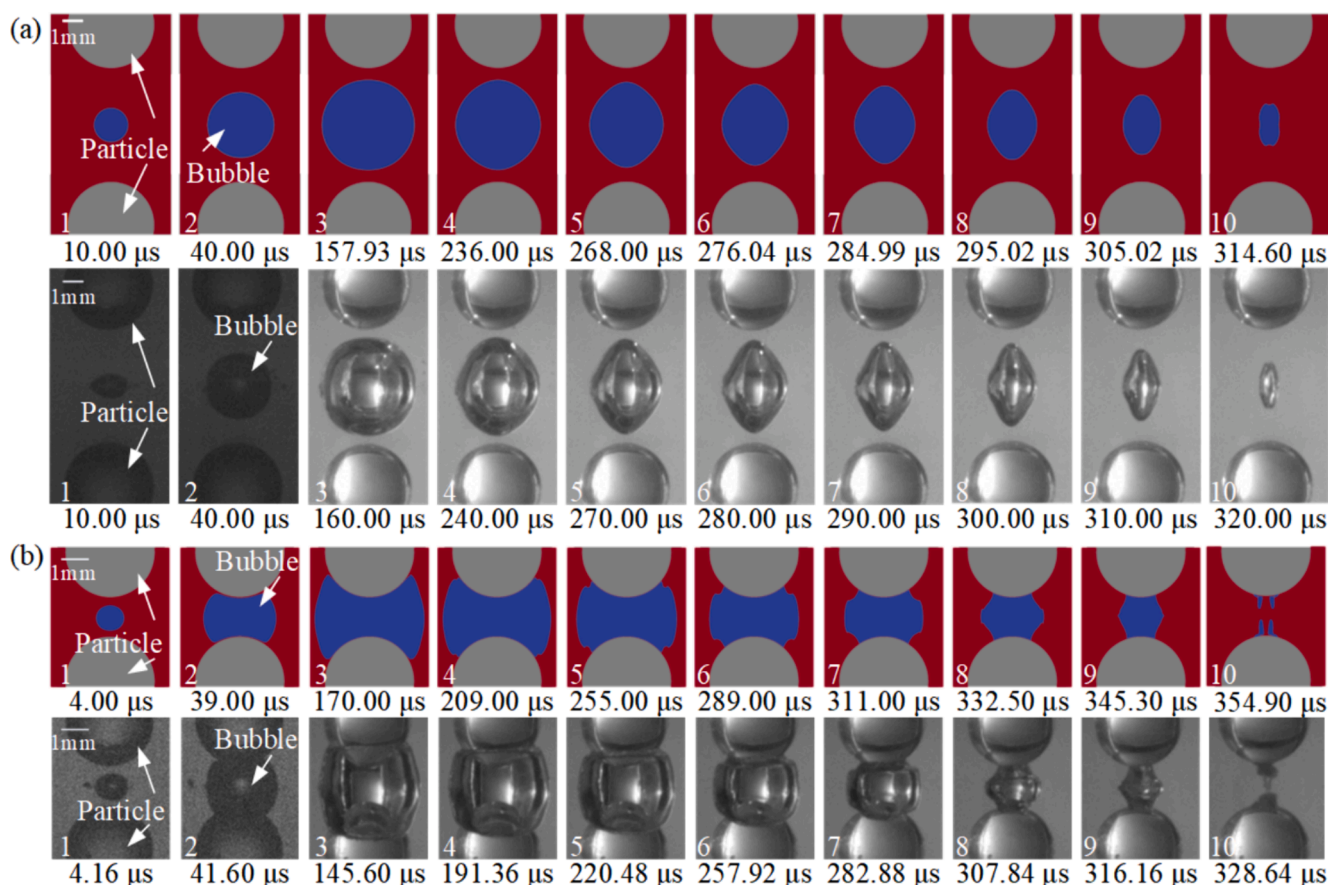 (a)
1mm
Particle
Bubble
1 2 3 4 5 6 7 8 9 10
10.00 μs 40.00 μs 157.93 μs 236.00 μs 268.00 μs 276.04 μs 284.99 μs 295.02 μs 305.02 μs 314.60 μs
1mm
Bubble
Particle
1 2 3 4 5 6 7 8 9 10
10.00 μs 40.00 μs 160.00 μs 240.00 μs 270.00 μs 280.00 μs 290.00 μs 300.00 μs 310.00 μs 320.00 μs
(b)
1mm
Bubble
Particle
1 2 3 4 5 6 7 8 9 10
4.00 μs 39.00 μs 170.00 μs 209.00 μs 255.00 μs 289.00 μs 311.00 μs 332.50 μs 345.30 μs 354.90 μs
1mm
Bubble
Particle
1 2 3 4 5 6 7 8 9 10
4.16 μs 41.60 μs 145.60 μs 191.36 μs 220.48 μs 257.92 μs 282.88 μs 307.84 μs 316.16 μs 328.64 μs